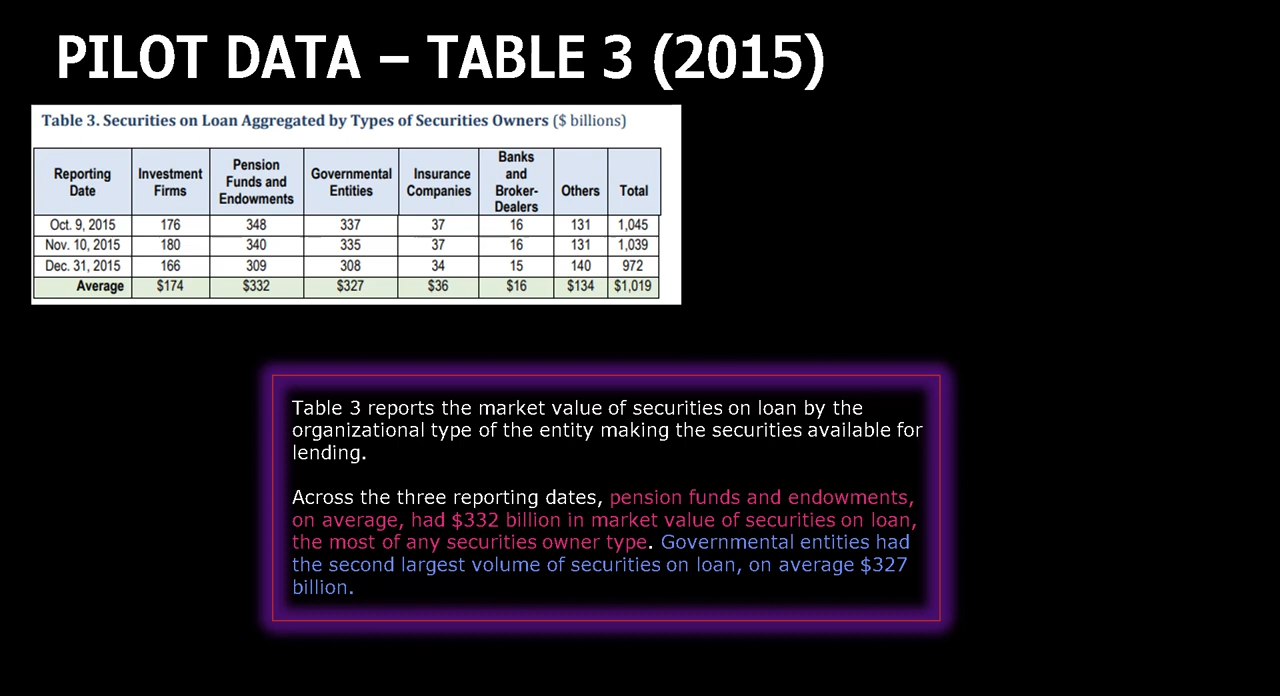 PILOT DATA – TABLE 3 (2015)
Table 3. Securities on Loan Aggregated by Types of Securities Owners ($ billions)
Reporting Date | Investment Firms | Pension Funds and Endowments | Governmental Entities | Insurance Companies | Banks and Broker-Dealers | Others | Total
Oct. 9, 2015 | 176 | 348 | 337 | 37 | 16 | 131 | 1,045
Nov. 10, 2015 | 180 | 340 | 335 | 37 | 16 | 131 | 1,039
Dec. 31, 2015 | 166 | 309 | 308 | 34 | 15 | 140 | 972
Average | $174 | $332 | $327 | $36 | $16 | $134 | $1,019
Table 3 reports the market value of securities on loan by the
organizational type of the entity making the securities available for
lending.
Across the three reporting dates, pension funds and endowments,
on average, had $332 billion in market value of securities on loan,
the most of any securities owner type. Governmental entities had
the second largest volume of securities on loan, on average $327
billion.